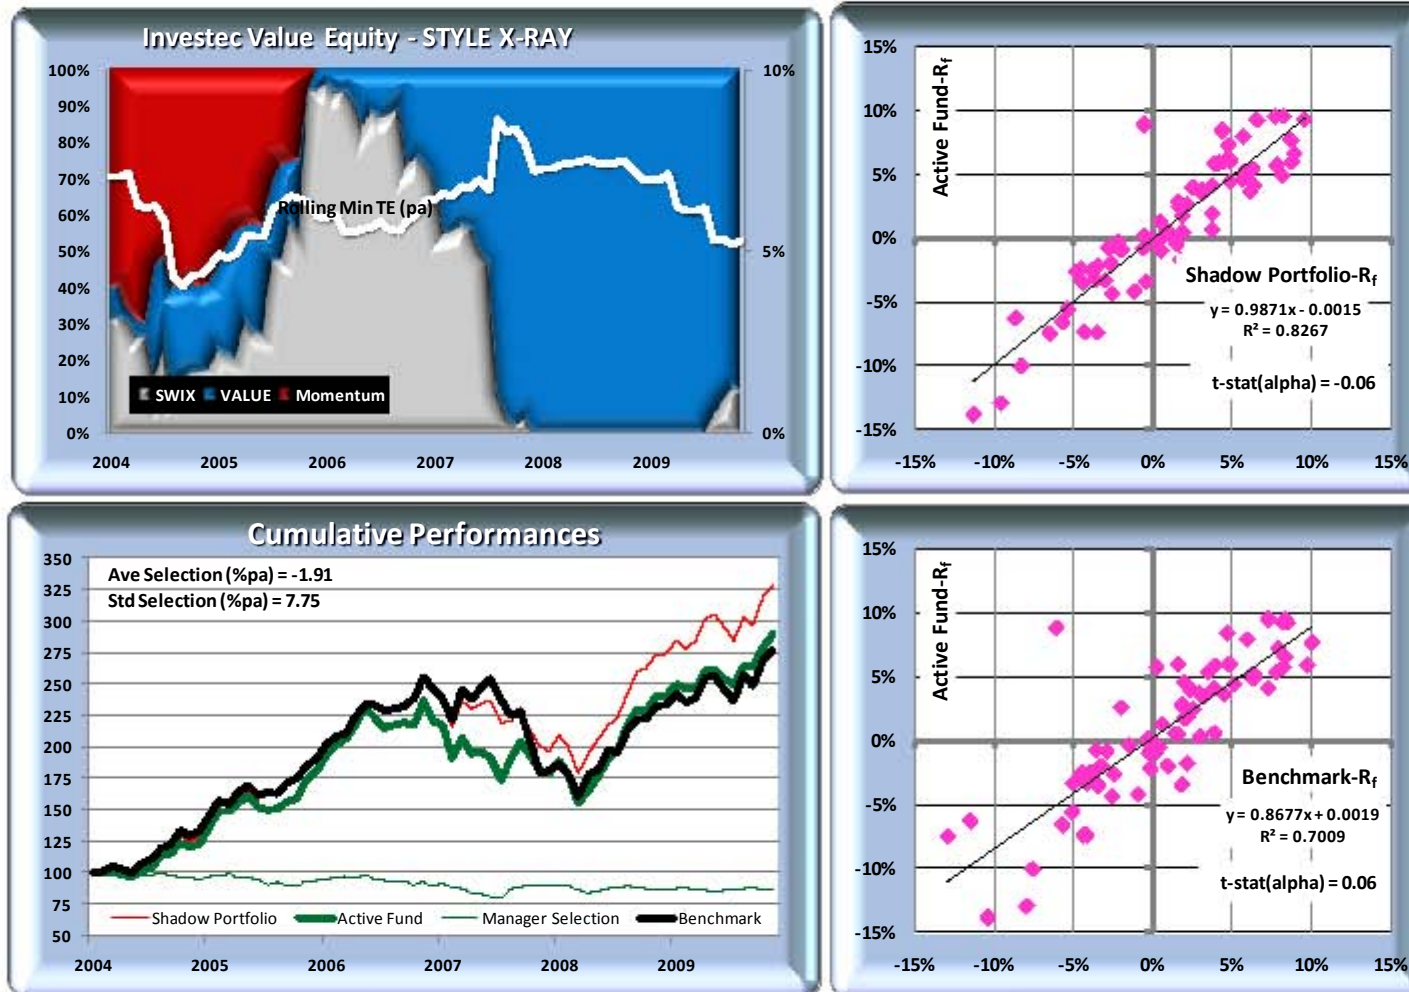 Investec Value Equity - STYLE X-RAY
100%
90%
80%
70%
60%
50%
40%
30%
20%
10%
0%
10%
5%
0%
Rolling Min TE (pa)
SWIX VALUE Momentum
2004 2005 2006 2007 2008 2009
15%
10%
5%
0%
-5%
-10%
-15%
Active Fund-Rf
Shadow Portfolio-Rf
y = 0.9871x - 0.0015
R² = 0.8267
t-stat(alpha) = -0.06
-15% -10% -5% 0% 5% 10% 15%
Cumulative Performances
350
325
300
275
250
225
200
175
150
125
100
75
50
Ave Selection (%pa) = -1.91
Std Selection (%pa) = 7.75
Shadow Portfolio Active Fund Manager Selection Benchmark
2004 2005 2006 2007 2008 2009
15%
10%
5%
0%
-5%
-10%
-15%
Active Fund-Rf
Benchmark-Rf
y = 0.8677x + 0.0019
R² = 0.7009
t-stat(alpha) = 0.06
-15% -10% -5% 0% 5% 10% 15%